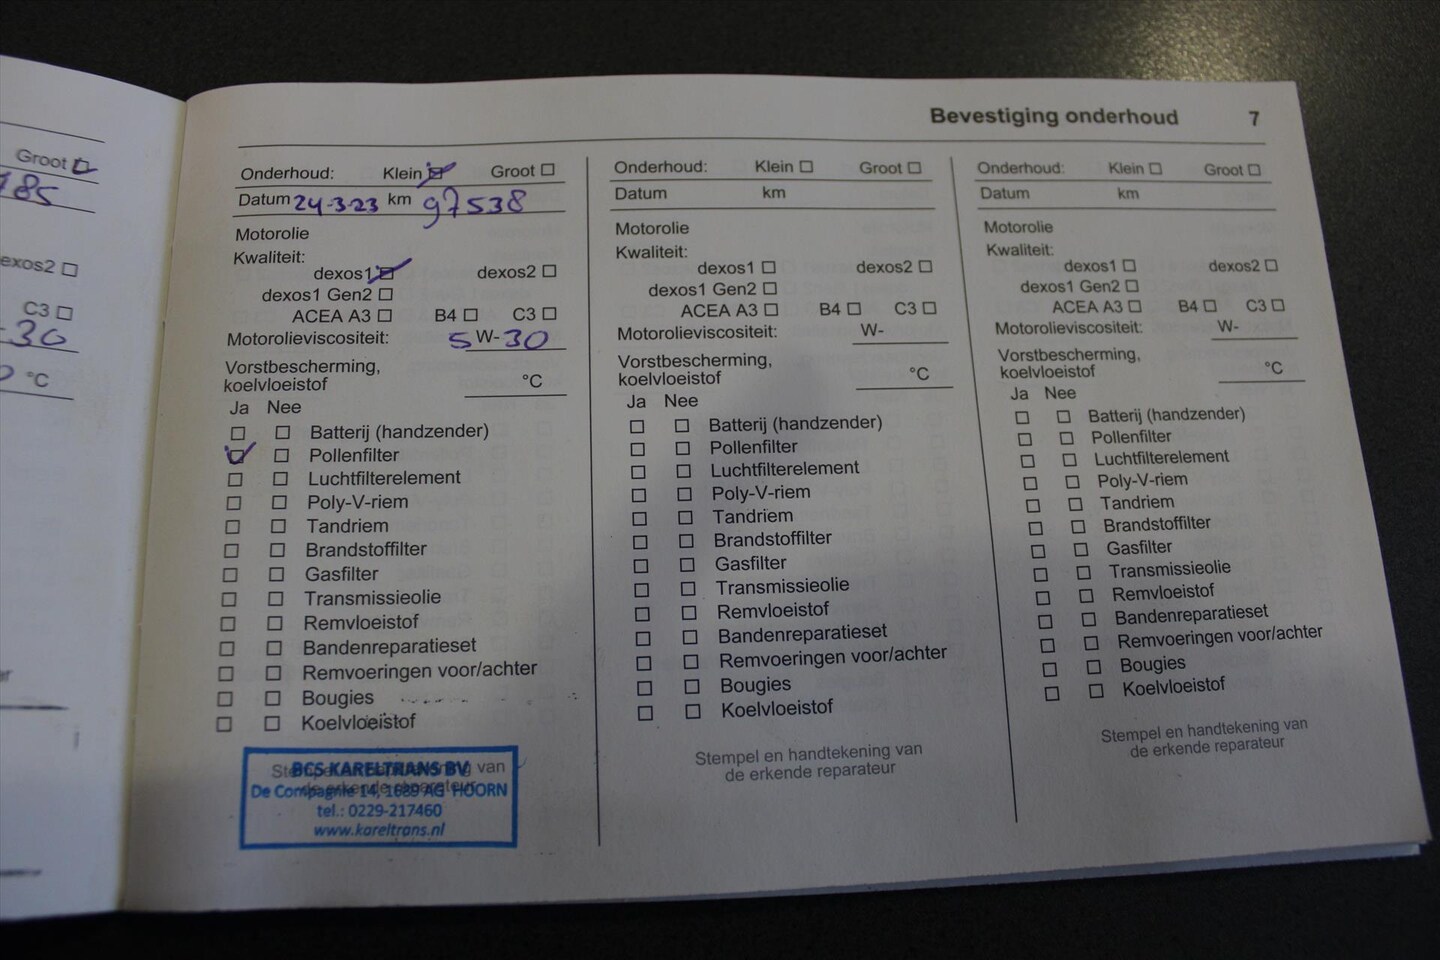 Groot ☑
185
exos2 ☐
C3 ☐
-30
°C
Bevestiging onderhoud 7
Onderhoud: Klein ☑ Groot ☐
Datum 24-3-23 km 97538
Motorolie
Kwaliteit:
dexos1 ☑ dexos2 ☐
dexos1 Gen2 ☐
ACEA A3 ☐ B4 ☐ C3 ☐
Motorolieviscositeit: 5 W-30
Vorstbescherming,
koelvloeistof °C
Ja Nee
☐ ☐ Batterij (handzender)
☑ ☐ Pollenfilter
☐ ☐ Luchtfilterelement
☐ ☐ Poly-V-riem
☐ ☐ Tandriem
☐ ☐ Brandstoffilter
☐ ☐ Gasfilter
☐ ☐ Transmissieolie
☐ ☐ Remvloeistof
☐ ☐ Bandenreparatieset
☐ ☐ Remvoeringen voor/achter
☐ ☐ Bougies
☐ ☐ Koelvloeistof
BCS KARELTRANS BV
De Compagnie 14, 1689 AG HOORN
tel.: 0229-217460
www.kareltrans.nl
Onderhoud: Klein ☐ Groot ☐
Datum km
Motorolie
Kwaliteit:
dexos1 ☐ dexos2 ☐
dexos1 Gen2 ☐
ACEA A3 ☐ B4 ☐ C3 ☐
Motorolieviscositeit: W-
Vorstbescherming,
koelvloeistof °C
Ja Nee
☐ ☐ Batterij (handzender)
☐ ☐ Pollenfilter
☐ ☐ Luchtfilterelement
☐ ☐ Poly-V-riem
☐ ☐ Tandriem
☐ ☐ Brandstoffilter
☐ ☐ Gasfilter
☐ ☐ Transmissieolie
☐ ☐ Remvloeistof
☐ ☐ Bandenreparatieset
☐ ☐ Remvoeringen voor/achter
☐ ☐ Bougies
☐ ☐ Koelvloeistof
Stempel en handtekening van
de erkende reparateur
Onderhoud: Klein ☐ Groot ☐
Datum km
Motorolie
Kwaliteit:
dexos1 ☐ dexos2 ☐
dexos1 Gen2 ☐
ACEA A3 ☐ B4 ☐ C3 ☐
Motorolieviscositeit: W-
Vorstbescherming,
koelvloeistof °C
Ja Nee
☐ ☐ Batterij (handzender)
☐ ☐ Pollenfilter
☐ ☐ Luchtfilterelement
☐ ☐ Poly-V-riem
☐ ☐ Tandriem
☐ ☐ Brandstoffilter
☐ ☐ Gasfilter
☐ ☐ Transmissieolie
☐ ☐ Remvloeistof
☐ ☐ Bandenreparatieset
☐ ☐ Remvoeringen voor/achter
☐ ☐ Bougies
☐ ☐ Koelvloeistof
Stempel en handtekening van
de erkende reparateur